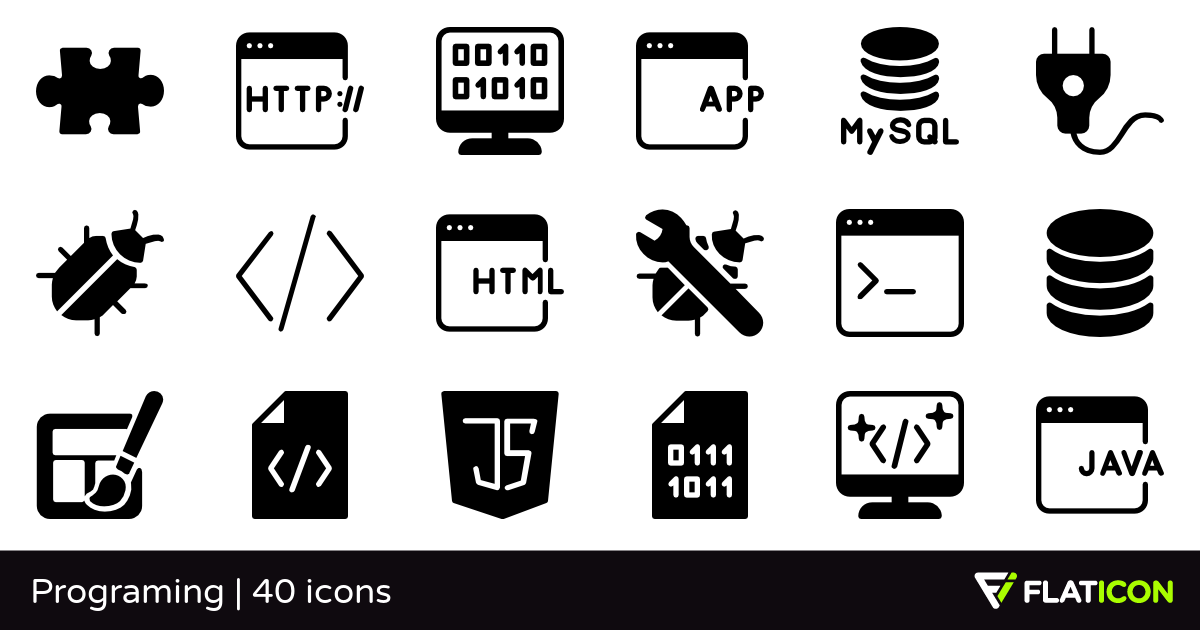 HTTP://
00110
01010
APP
MySQL
</>
HTML
>_
</>
JS
0111
1011
</>
JAVA
Programing | 40 icons
FLATICON